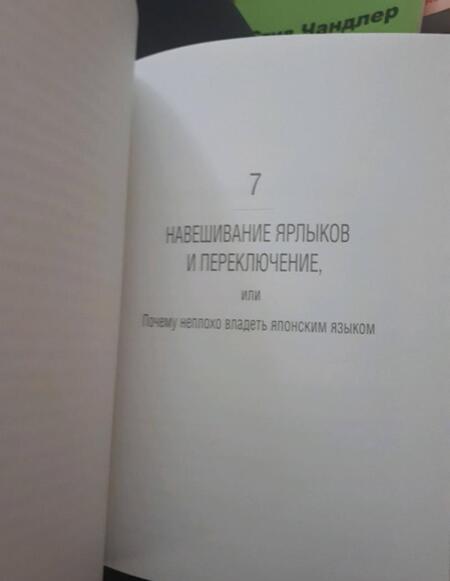 Чандлер
7
НАВЕШИВАНИЕ ЯРЛЫКОВ
И ПЕРЕКЛЮЧЕНИЕ,
или
Почему неплохо владеть японским языком